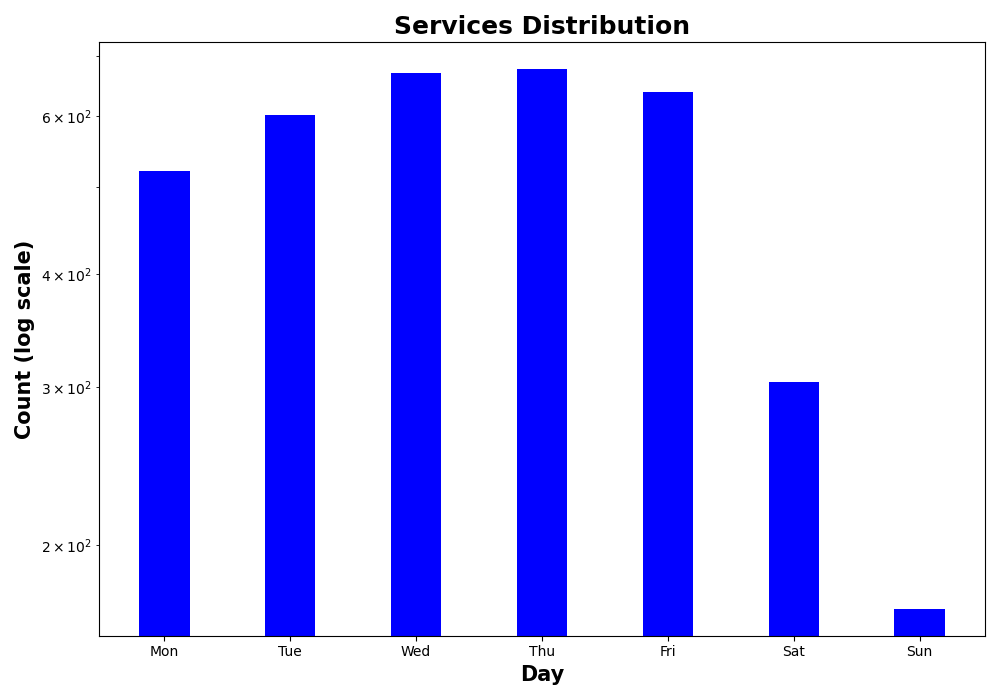 Services Distribution
Count (log scale)
6 × 10²
4 × 10²
3 × 10²
2 × 10²
Mon Tue Wed Thu Fri Sat Sun
Day